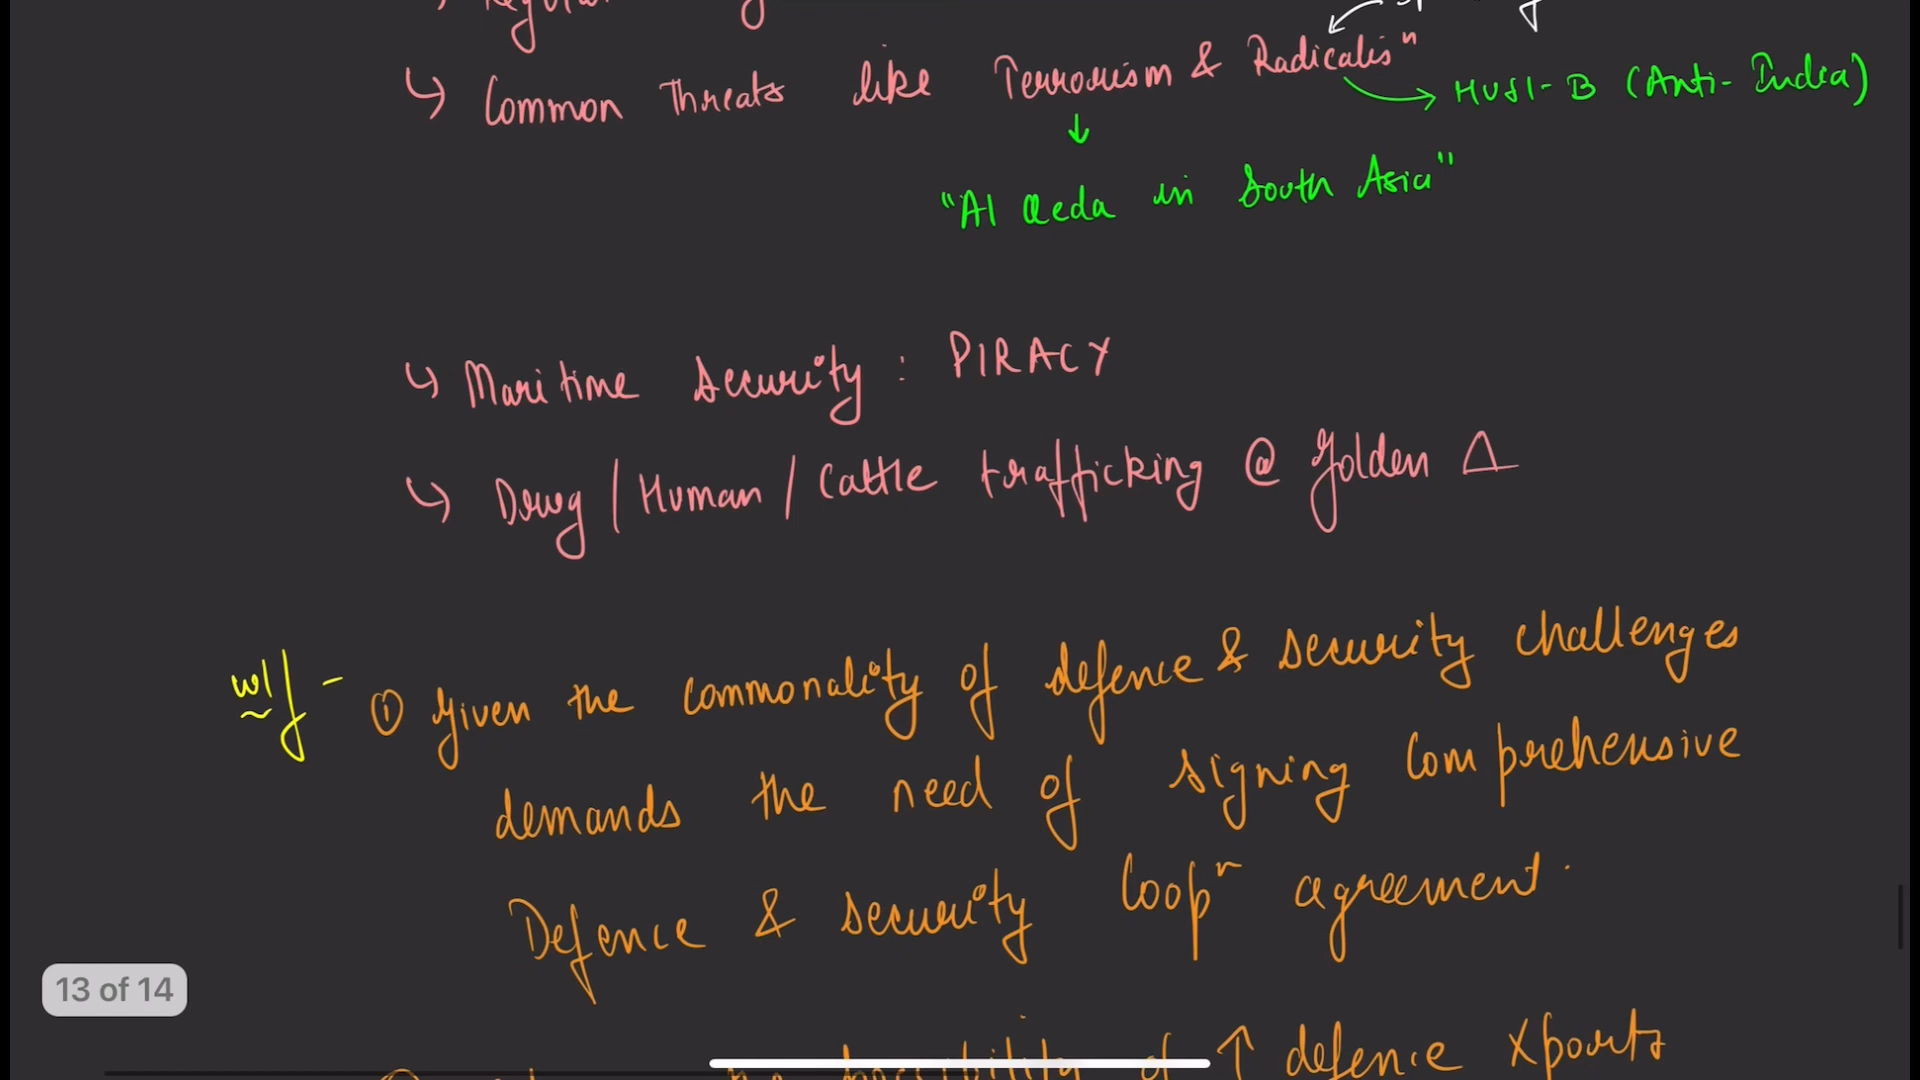 ↳ Common Threats like Terrorism & Radicalisⁿ → HUJI-B (Anti-India)
↓
"Al Qeda in South Asia"
↳ Maritime Security : PIRACY
↳ Drug / Human / Cattle trafficking @ Golden Δ
w/f - ① Given the commonality of defence & security challenges
demands the need of signing Comprehensive
Defence & Security Coopⁿ agreement.
13 of 14
possibility of ↑ defence Xports